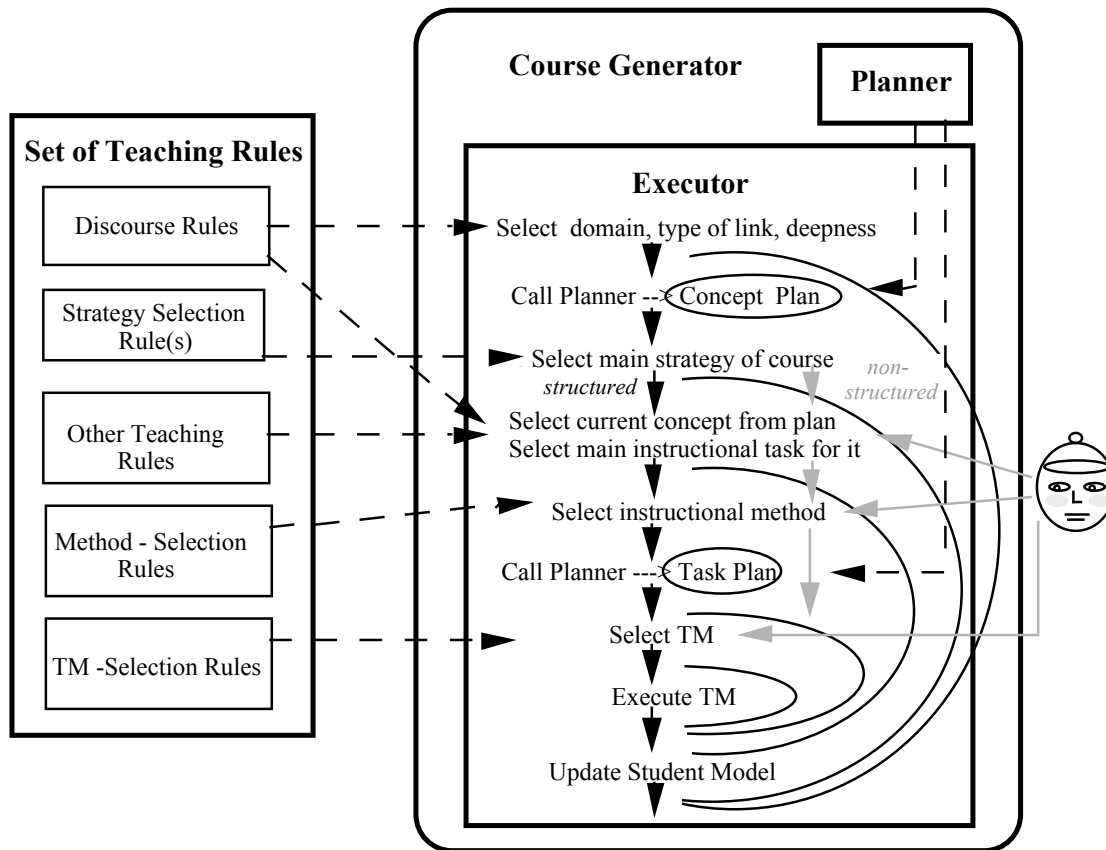 Course Generator
Planner
Set of Teaching Rules
Discourse Rules
Strategy Selection
Rule(s)
Other Teaching
Rules
Method - Selection
Rules
TM -Selection Rules
Executor
Select domain, type of link, deepness
Call Planner ---> Concept Plan
Select main strategy of course
structured
non-
structured
Select current concept from plan
Select main instructional task for it
Select instructional method
Call Planner ---> Task Plan
Select TM
Execute TM
Update Student Model